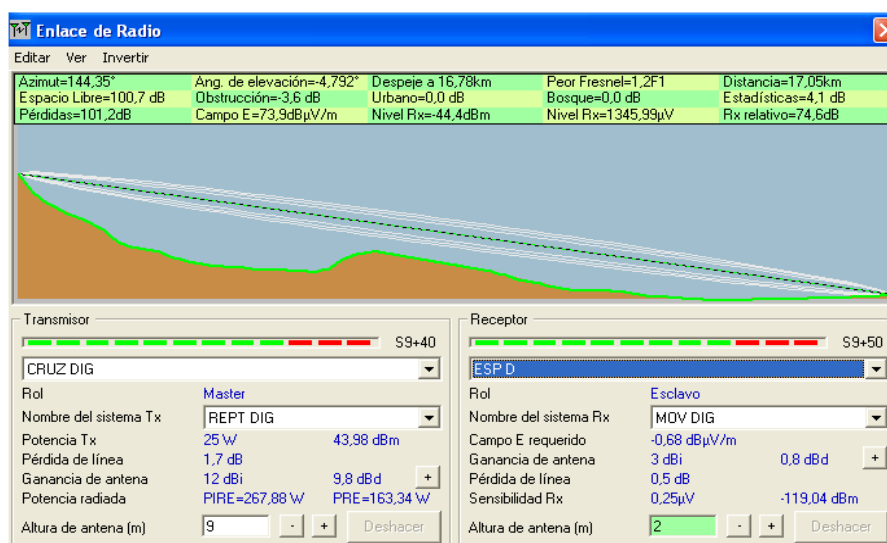 Enlace de Radio
Editar Ver Invertir
Azimut=144,35° Ang. de elevación=-4,792° Despeje a 16,78km Peor Fresnel=1,2F1 Distancia=17,05km
Espacio Libre=100,7 dB Obstrucción=-3,6 dB Urbano=0,0 dB Bosque=0,0 dB Estadísticas=4,1 dB
Pérdidas=101,2dB Campo E=73,9dBµV/m Nivel Rx=-44,4dBm Nivel Rx=1345,99µV Rx relativo=74,6dB
Transmisor Receptor
S9+40 S9+50
CRUZ DIG ESP D
Rol Master Rol Esclavo
Nombre del sistema Tx REPT DIG Nombre del sistema Rx MOV DIG
Potencia Tx 25 W 43,98 dBm Campo E requerido -0,68 dBµV/m
Pérdida de línea 1,7 dB Ganancia de antena 3 dBi 0,8 dBd +
Ganancia de antena 12 dBi 9,8 dBd + Pérdida de línea 0,5 dB
Potencia radiada PIRE=267,88 W PRE=163,34 W Sensibilidad Rx 0,25µV -119,04 dBm
Altura de antena (m) 9 - + Deshacer Altura de antena (m) 2 - + Deshacer